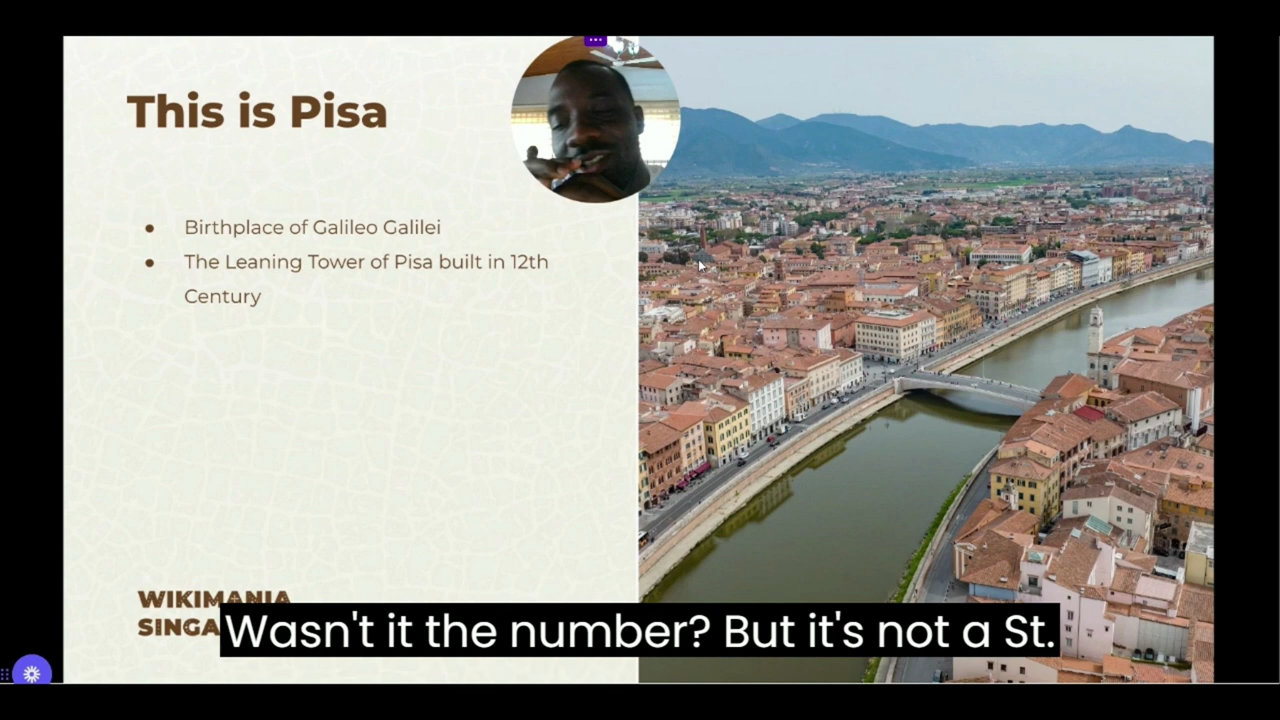 This is Pisa
● Birthplace of Galileo Galilei
● The Leaning Tower of Pisa built in 12th
Century
WIKIMANIA
SINGA
Wasn't it the number? But it's not a St.